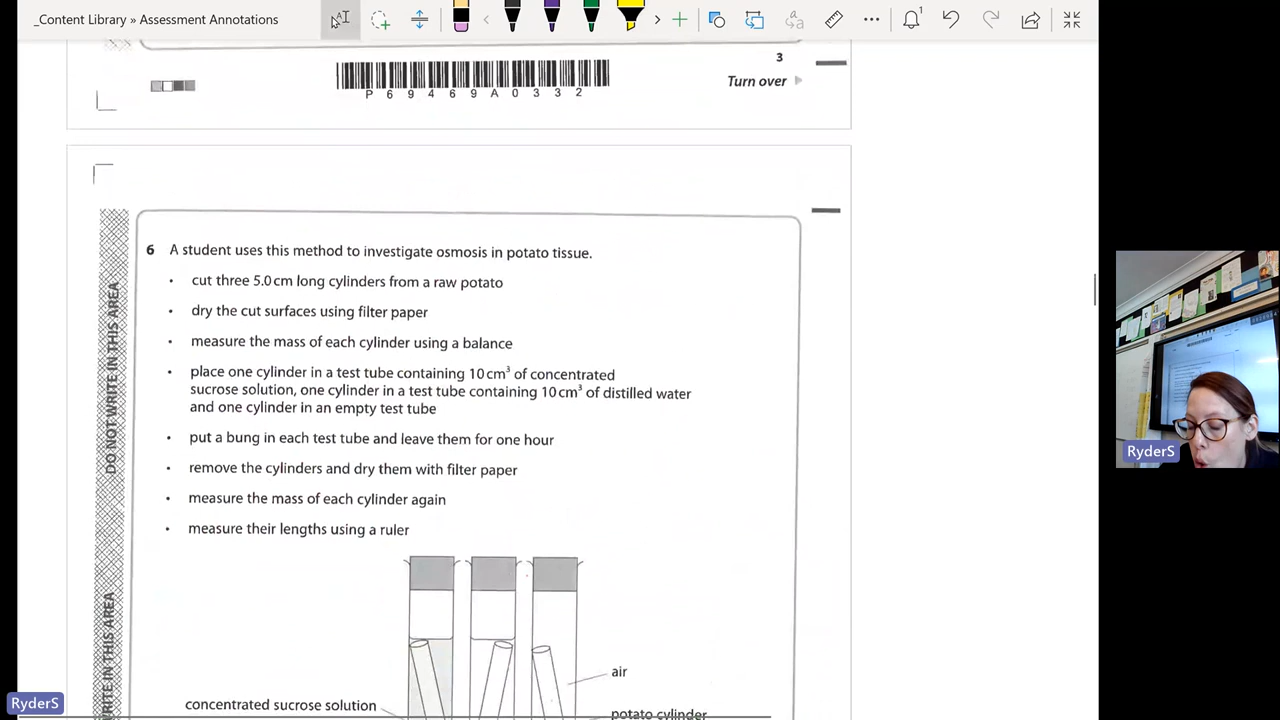 _Content Library » Assessment Annotations
1
3
Turn over
P 6 9 4 6 9 A 0 3 3 2
DO NOT WRITE IN THIS AREA
6 A student uses this method to investigate osmosis in potato tissue.
• cut three 5.0 cm long cylinders from a raw potato
• dry the cut surfaces using filter paper
• measure the mass of each cylinder using a balance
• place one cylinder in a test tube containing 10 cm³ of concentrated
sucrose solution, one cylinder in a test tube containing 10 cm³ of distilled water
and one cylinder in an empty test tube
• put a bung in each test tube and leave them for one hour
• remove the cylinders and dry them with filter paper
• measure the mass of each cylinder again
• measure their lengths using a ruler
WRITE IN THIS AREA
air
concentrated sucrose solution
potato cylinder
RyderS
RyderS